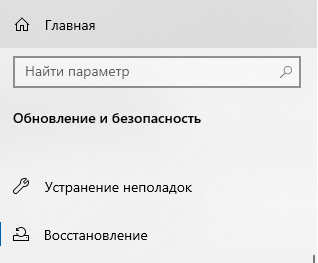 Главная
Найти параметр
Обновление и безопасность
Устранение неполадок
Восстановление